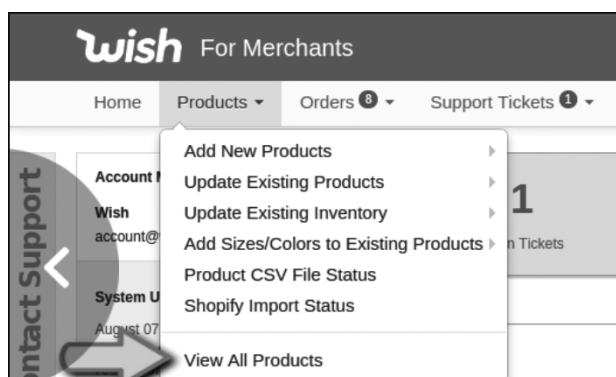 wish For Merchants
Home Products Orders 8 Support Tickets 1
Add New Products
Update Existing Products
Update Existing Inventory
Add Sizes/Colors to Existing Products
Product CSV File Status
Shopify Import Status
View All Products
Account
Wish
account@
System U
August 07
1
n Tickets
ontact Support